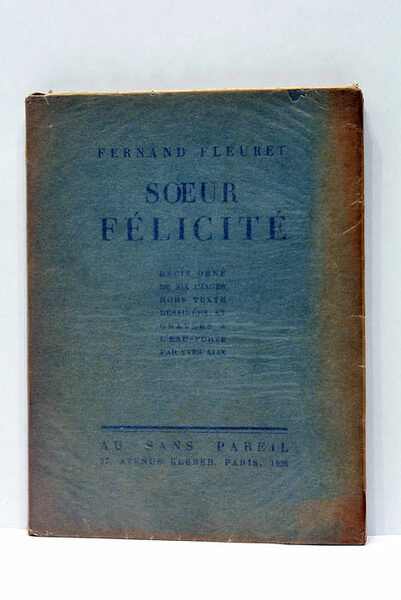 FERNAND FLEURET
SŒUR
FÉLICITÉ
RÉCIT ORNÉ
DE SIX IMAGES
HORS TEXTE
DESSINÉES ET
GRAVÉES A
L'EAU-FORTE
PAR YVES ALIX
AU SANS PAREIL
37, AVENUE KLÉBER, PARIS, 1926